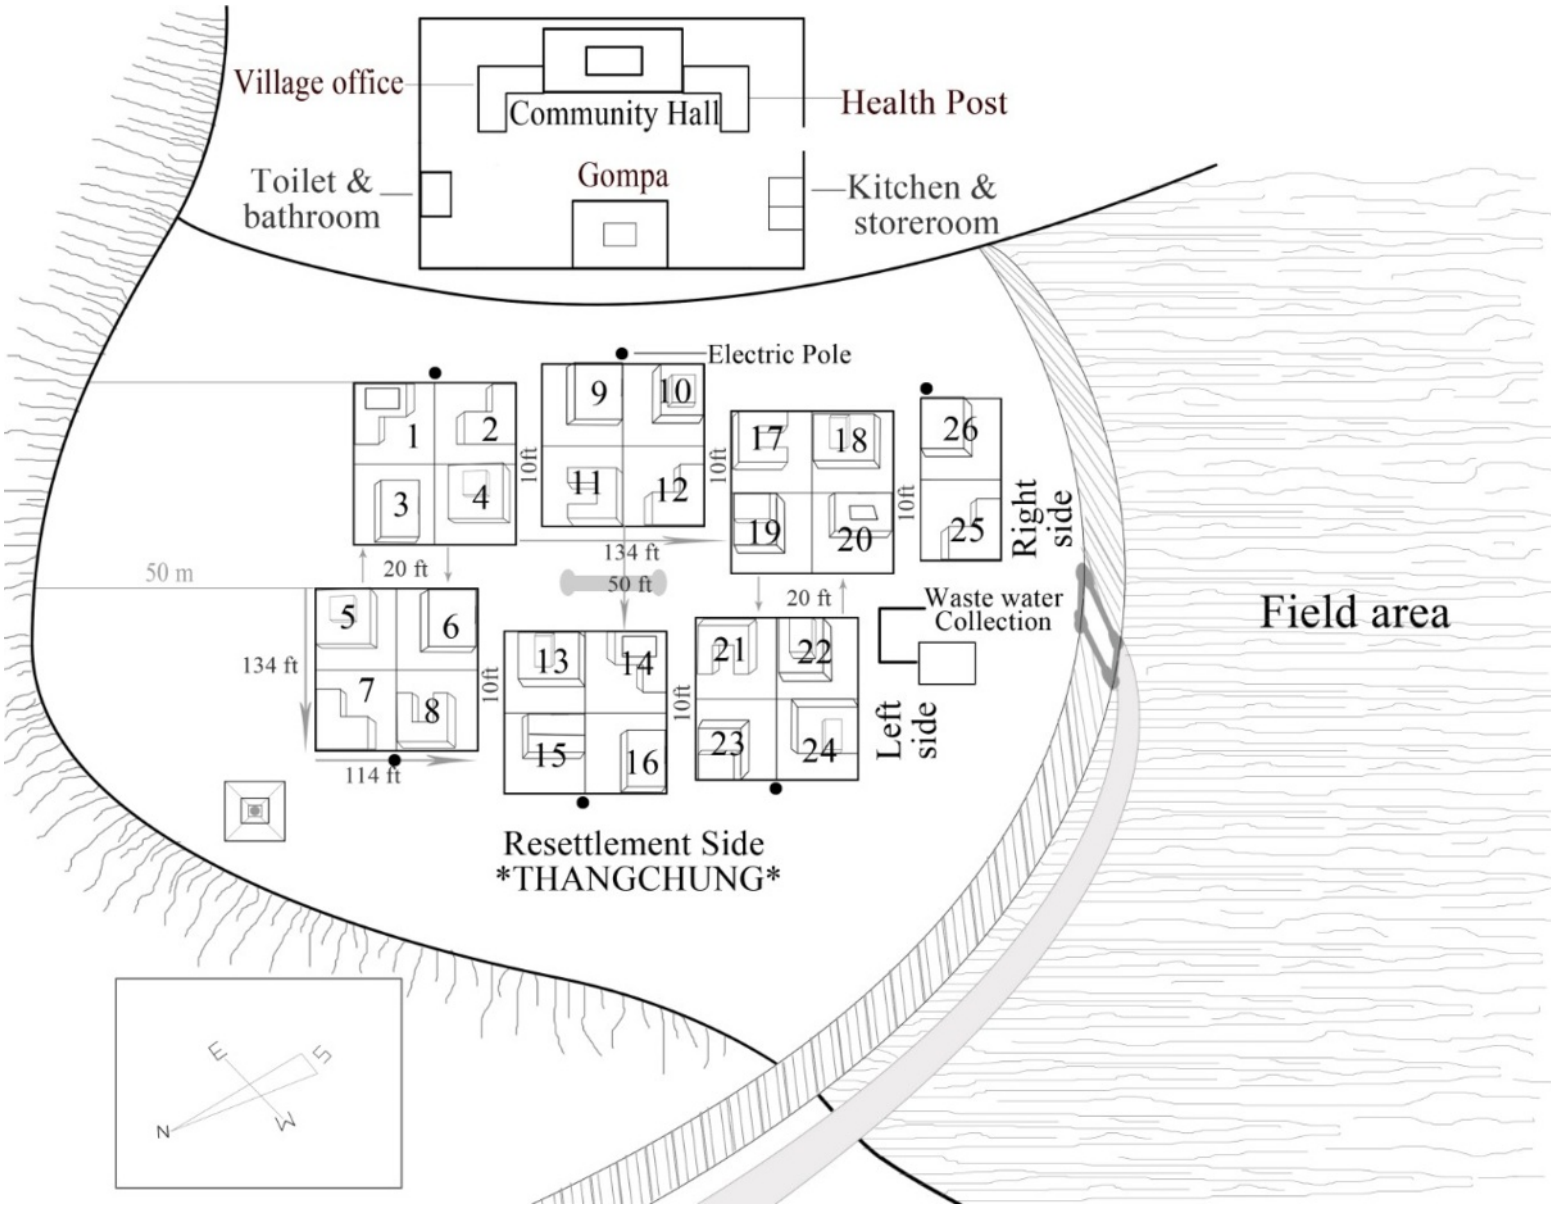 Village office
Community Hall
Health Post
Toilet &
bathroom
Gompa
Kitchen &
storeroom
Electric Pole
1
2
3
4
10ft
9
10
11
12
10ft
17
18
19
20
10ft
26
25
Right
side
50 m
20 ft
134 ft
50 ft
20 ft
Waste water
Collection
Field area
134 ft
5
6
7
8
114 ft
10ft
13
14
15
16
10ft
21
22
23
24
Left
side
Resettlement Side
*THANGCHUNG*
E
S
N
W